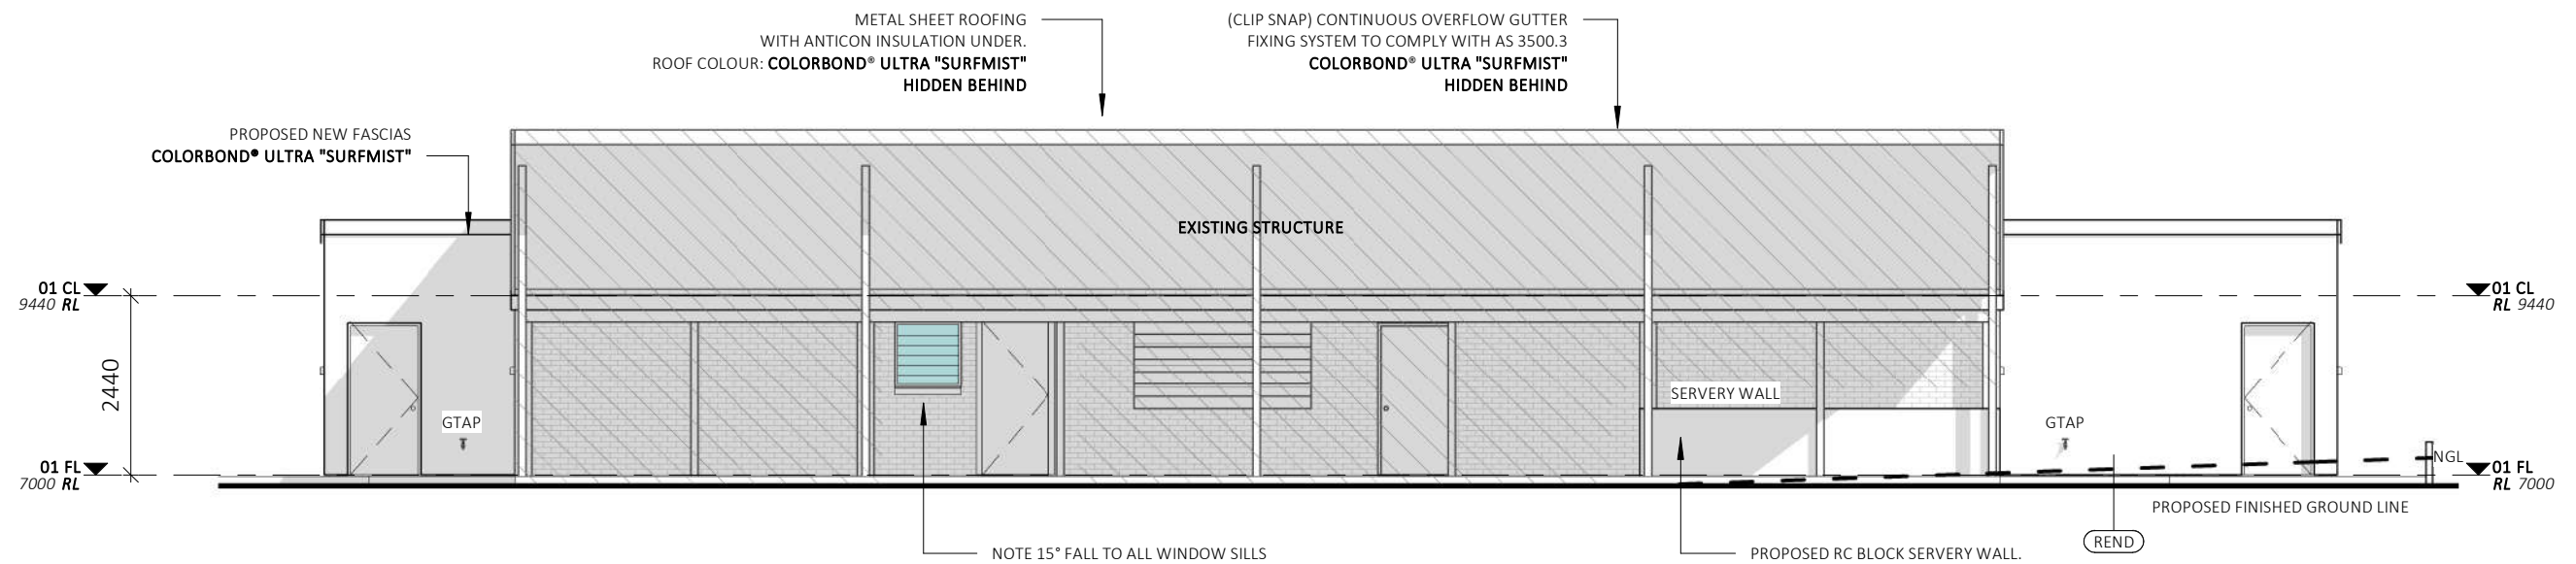 METAL SHEET ROOFING
WITH ANTICON INSULATION UNDER.
ROOF COLOUR: COLORBOND® ULTRA "SURFMIST"
HIDDEN BEHIND
(CLIP SNAP) CONTINUOUS OVERFLOW GUTTER
FIXING SYSTEM TO COMPLY WITH AS 3500.3
COLORBOND® ULTRA "SURFMIST"
HIDDEN BEHIND
PROPOSED NEW FASCIAS
COLORBOND® ULTRA "SURFMIST"
EXISTING STRUCTURE
01 CL
9440 RL
01 CL
RL 9440
2440
SERVERY WALL
GTAP
GTAP
NGL
01 FL
7000 RL
01 FL
RL 7000
PROPOSED FINISHED GROUND LINE
REND
NOTE 15° FALL TO ALL WINDOW SILLS
PROPOSED RC BLOCK SERVERY WALL.